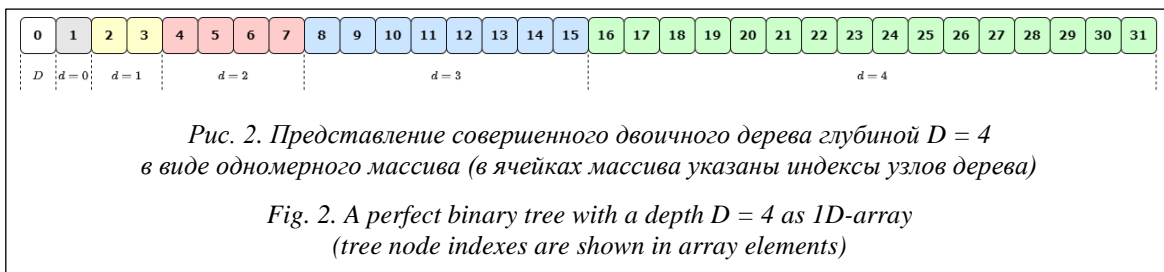 0 1 2 3 4 5 6 7 8 9 10 11 12 13 14 15 16 17 18 19 20 21 22 23 24 25 26 27 28 29 30 31
D d = 0 d = 1 d = 2 d = 3 d = 4
Рис. 2. Представление совершенного двоичного дерева глубиной D = 4
в виде одномерного массива (в ячейках массива указаны индексы узлов дерева)
Fig. 2. A perfect binary tree with a depth D = 4 as 1D-array
(tree node indexes are shown in array elements)